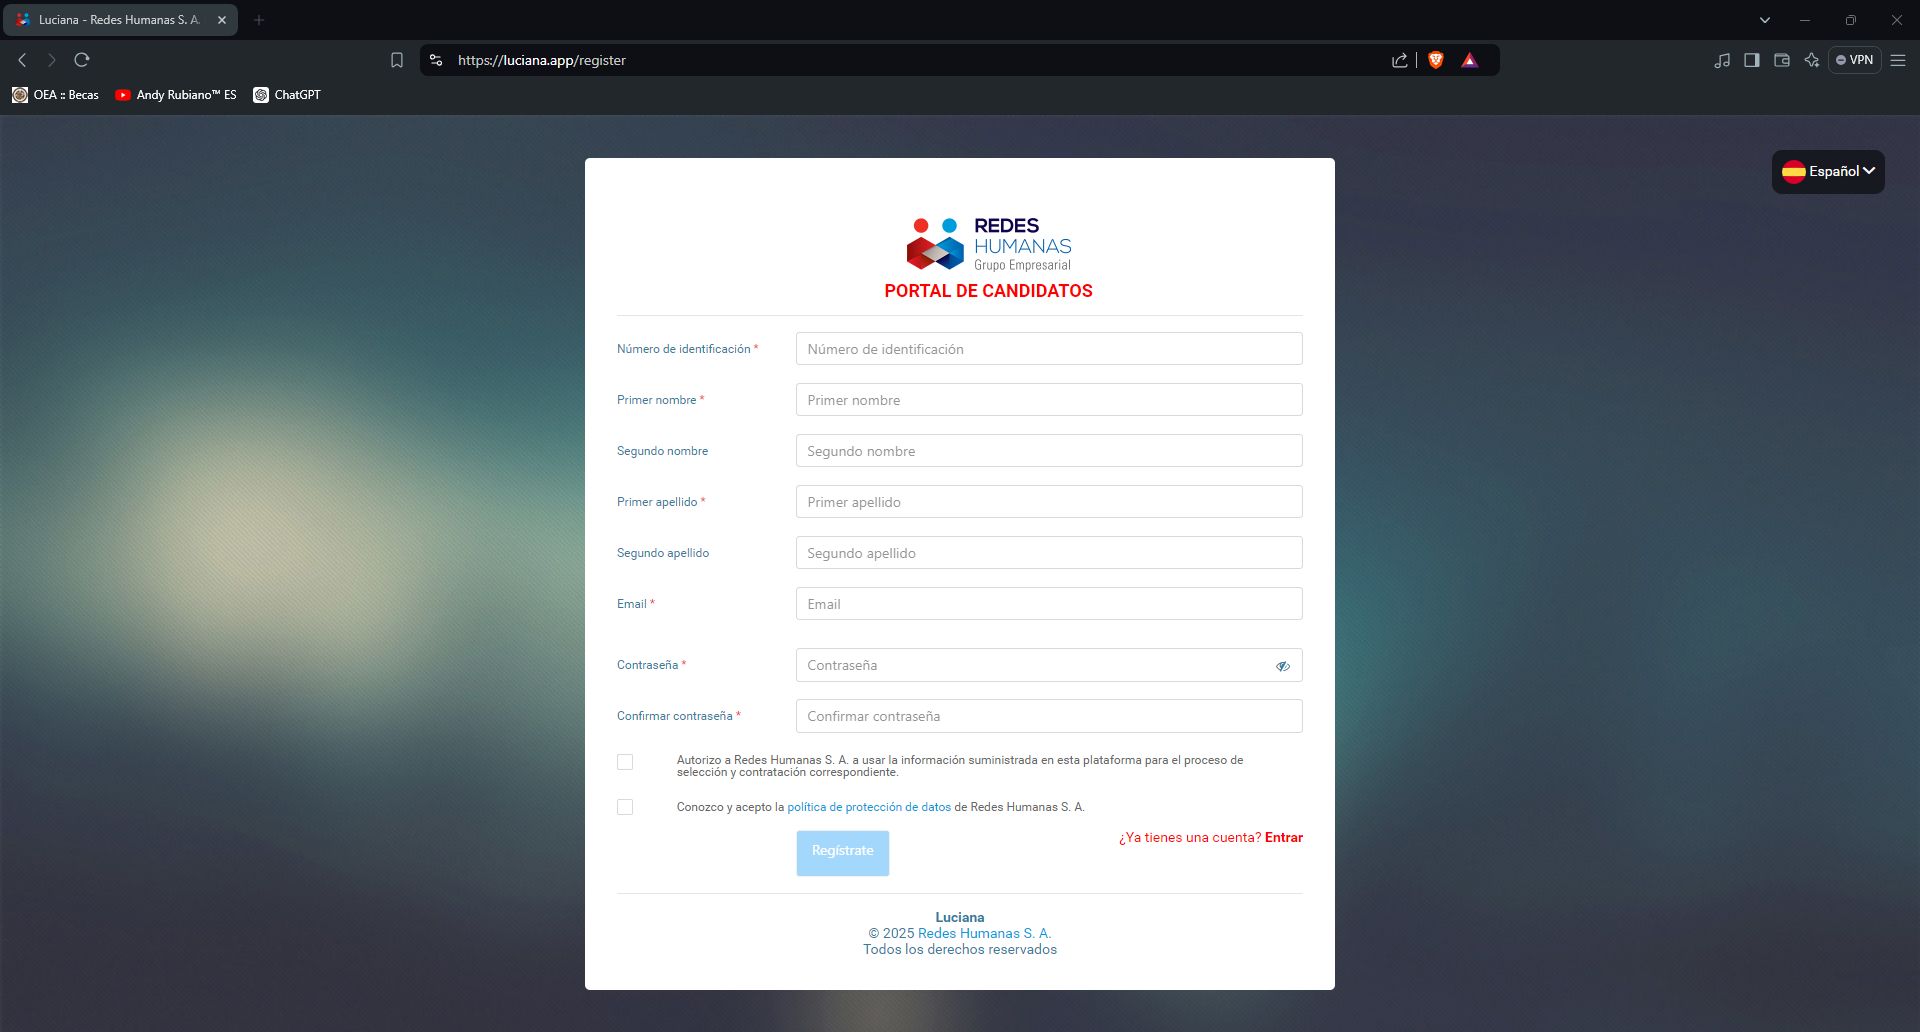 Luciana - Redes Humanas S. A.
https://luciana.app/register
VPN
OEA :: Becas
Andy Rubiano™ ES
ChatGPT
Español
REDES
HUMANAS
Grupo Empresarial
PORTAL DE CANDIDATOS
Número de identificación *
Número de identificación
Primer nombre *
Primer nombre
Segundo nombre
Segundo nombre
Primer apellido *
Primer apellido
Segundo apellido
Segundo apellido
Email *
Email
Contraseña *
Contraseña
Confirmar contraseña *
Confirmar contraseña
Autorizo a Redes Humanas S. A. a usar la información suministrada en esta plataforma para el proceso de
selección y contratación correspondiente.
Conozco y acepto la política de protección de datos de Redes Humanas S. A.
Regístrate
¿Ya tienes una cuenta? Entrar
Luciana
© 2025 Redes Humanas S. A.
Todos los derechos reservados